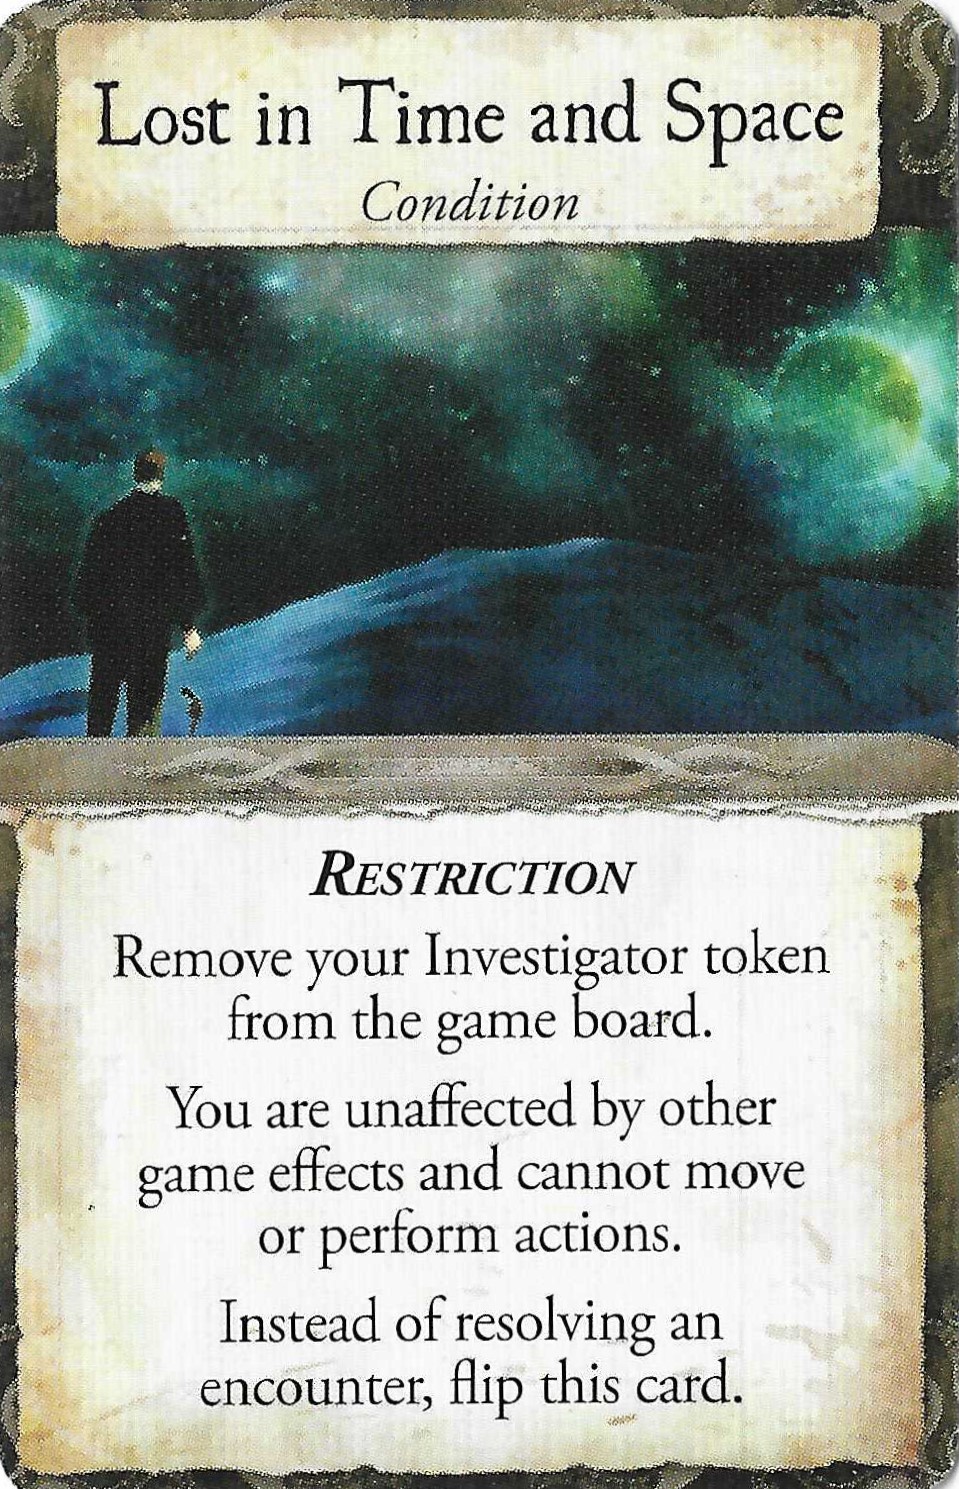 Lost in Time and Space
Condition
RESTRICTION
Remove your Investigator token
from the game board.
You are unaffected by other
game effects and cannot move
or perform actions.
Instead of resolving an
encounter, flip this card.